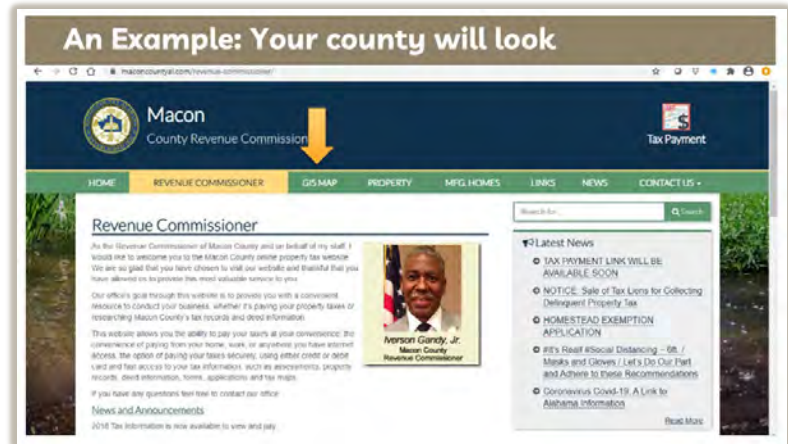 An Example: Your county will look
maconcountyal.com/revenue-commissioner/
Macon
County Revenue Commission
Tax Payment
HOME REVENUE COMMISSIONER GIS MAP PROPERTY MFG. HOMES LINKS NEWS CONTACT US
Revenue Commissioner
As the Revenue Commissioner of Macon County and on behalf of my staff, I
would like to welcome you to the Macon County online property tax website.
We are so glad that you have chosen to visit our website and thankful that you
have allowed us to provide this most valuable service to you.
Our office's goal through this website is to provide you with a convenient
resource to conduct your business, whether it's paying your property taxes or
researching Macon County's tax records and deed information.
This website allows you the ability to pay your taxes at your convenience, the
convenience of paying from your home, work, or anywhere you have internet
access, the option of paying your taxes securely, using either credit or debit
card and fast access to your tax information, such as assessments, property
records, deed information, forms, applications and tax maps.
If you have any questions feel free to contact our office.
News and Announcements
2018 Tax Information is now available to view and pay
Iverson Gandy, Jr.
Macon County
Revenue Commissioner
Search for...
Search
Latest News
TAX PAYMENT LINK WILL BE
AVAILABLE SOON
NOTICE: Sale of Tax Liens for Collecting
Delinquent Property Tax
HOMESTEAD EXEMPTION
APPLICATION
#It's Real! #Social Distancing – 6ft. /
Masks and Gloves / Let's Do Our Part
and Adhere to these Recommendations
Coronavirus Covid-19: A Link to
Alabama Information
Read More